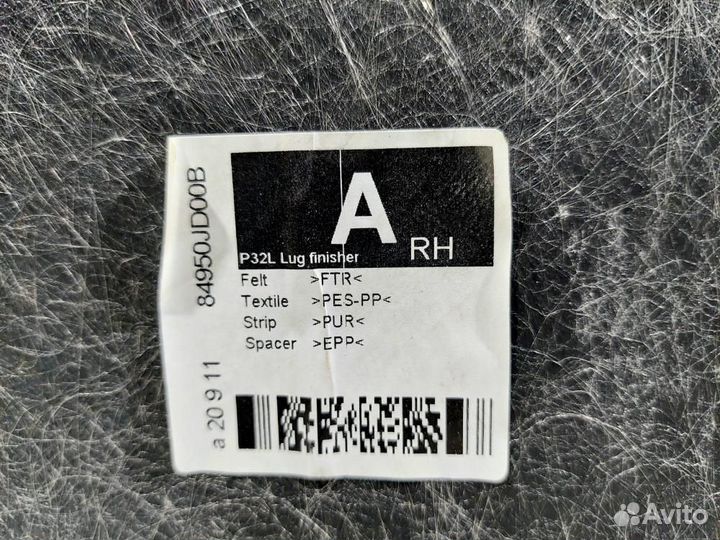 A
P32L Lug finisher RH
Felt >FTR<
Textile >PES-PP<
Strip >PUR<
Spacer >EPP<
a 20 9 11 84950JD00B
Avito